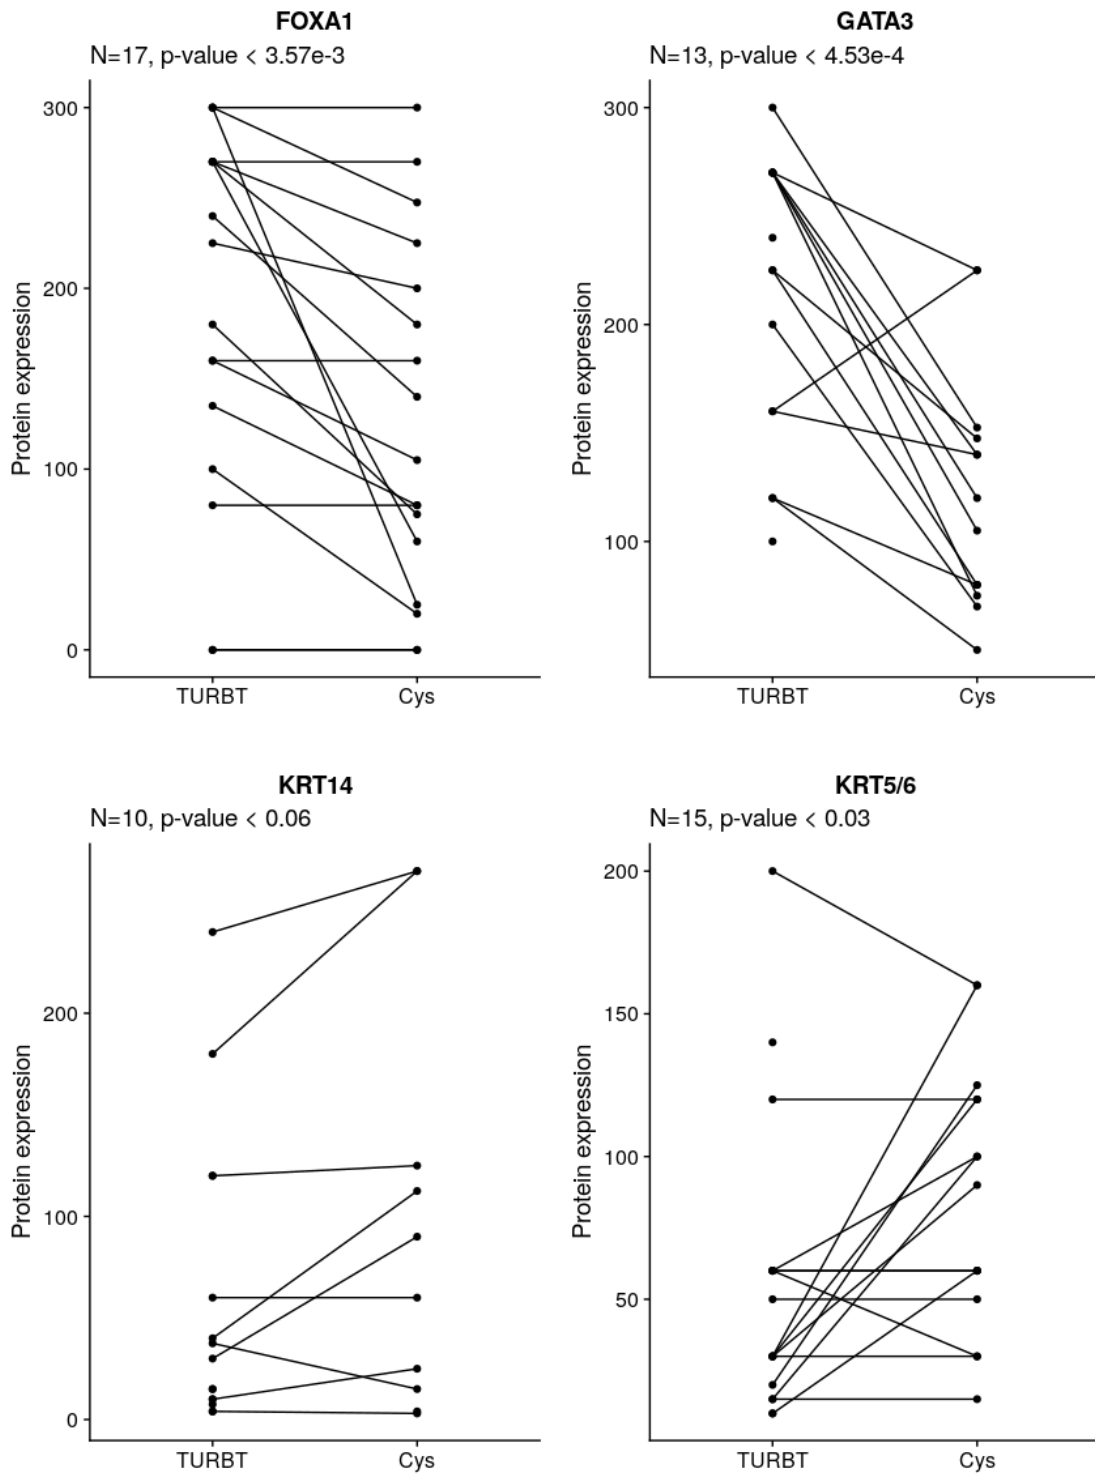 FOXA1
N=17, p-value < 3.57e-3
Protein expression
300
200
100
0
TURBT Cys
GATA3
N=13, p-value < 4.53e-4
Protein expression
300
200
100
TURBT Cys
KRT14
N=10, p-value < 0.06
Protein expression
200
100
0
TURBT Cys
KRT5/6
N=15, p-value < 0.03
Protein expression
200
150
100
50
TURBT Cys